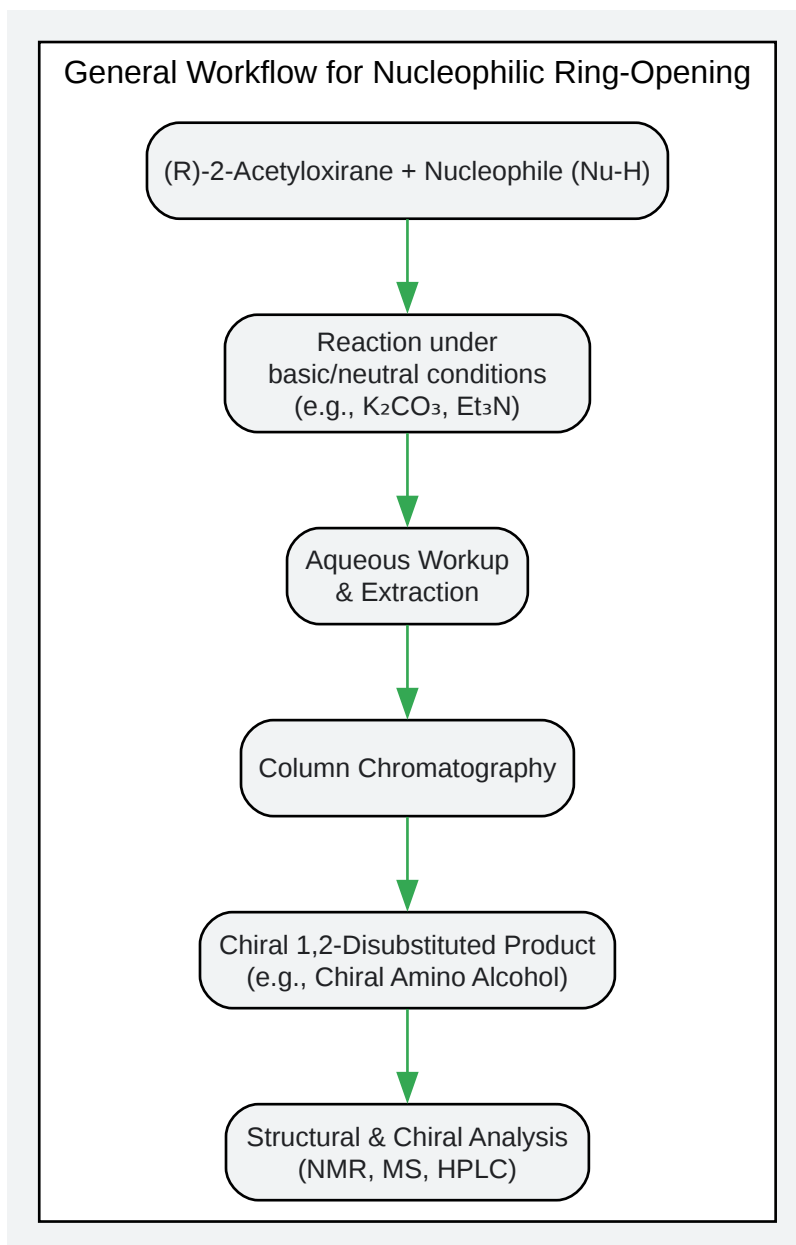 General Workflow for Nucleophilic Ring-Opening
(R)-2-Acetyloxirane + Nucleophile (Nu-H)
Reaction under
basic/neutral conditions
(e.g., K₂CO₃, Et₃N)
Aqueous Workup
& Extraction
Column Chromatography
Chiral 1,2-Disubstituted Product
(e.g., Chiral Amino Alcohol)
Structural & Chiral Analysis
(NMR, MS, HPLC)